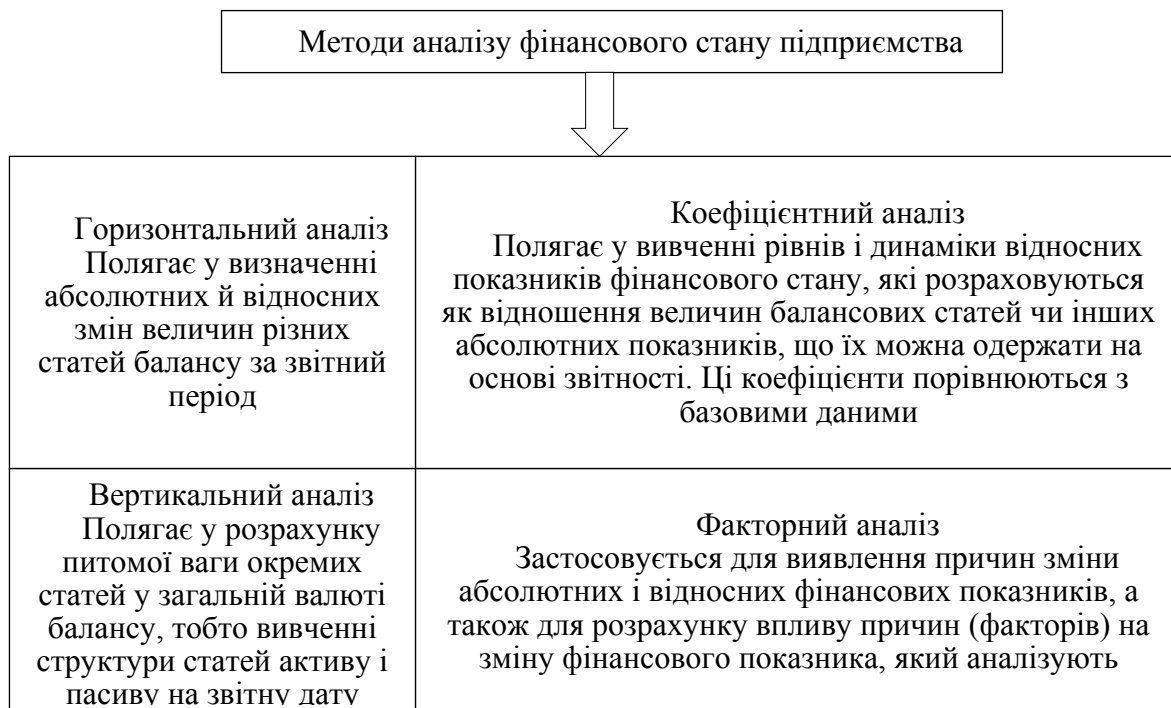 Методи аналізу фінансового стану підприємства
Горизонтальний аналіз
Полягає у визначенні
абсолютних й відносних
змін величин різних
статей балансу за звітний
період
Коефіцієнтний аналіз
Полягає у вивченні рівнів і динаміки відносних
показників фінансового стану, які розраховуються
як відношення величин балансових статей чи інших
абсолютних показників, що їх можна одержати на
основі звітності. Ці коефіцієнти порівнюються з
базовими даними
Вертикальний аналіз
Полягає у розрахунку
питомої ваги окремих
статей у загальній валюті
балансу, тобто вивченні
структури статей активу і
пасиву на звітну дату
Факторний аналіз
Застосовується для виявлення причин зміни
абсолютних і відносних фінансових показників, а
також для розрахунку впливу причин (факторів) на
зміну фінансового показника, який аналізують